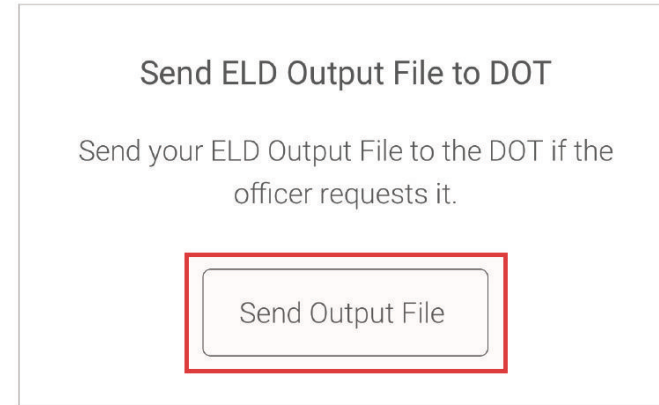 Send ELD Output File to DOT
Send your ELD Output File to the DOT if the
officer requests it.
Send Output File